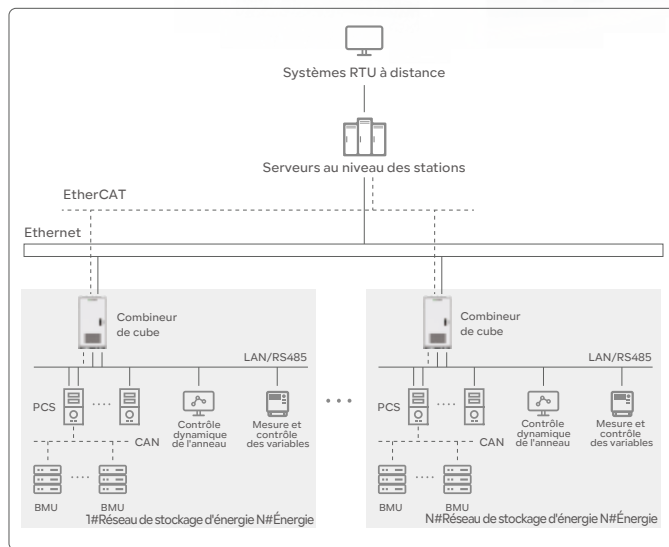 Systèmes RTU à distance
Serveurs au niveau des stations
EtherCAT
Ethernet
Combineur
de cube
LAN/RS485
PCS
Contrôle
dynamique
de l'anneau
Mesure et
contrôle
des variables
CAN
BMU
BMU
1#Réseau de stockage d'énergie N#Énergie
Combineur
de cube
LAN/RS485
PCS
Contrôle
dynamique
de l'anneau
Mesure et
contrôle
des variables
CAN
BMU
BMU
N#Réseau de stockage d'énergie N#Énergie